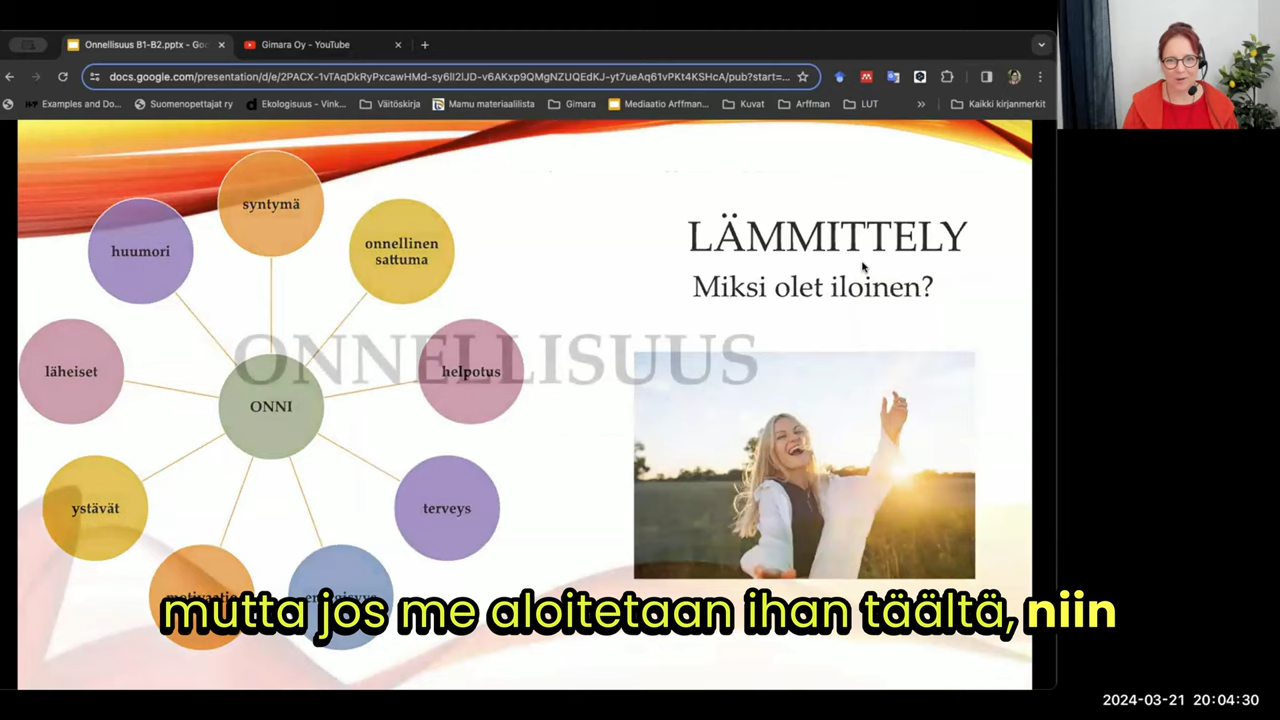 Onnellisuus B1-B2.pptx - Goo
Gimara Oy - YouTube
docs.google.com/presentation/d/e/2PACX-1vTAqDkRyPxcawHMd-sy6Il2lJD-v6AKxp9QMgNZUQEdKJ-yt7ueAq61vPKt4KSHcA/pub?start=...
Examples and Do...
Suomenopettajat ry
Ekologisuus - Vink...
Väitöskirja
Mamu materiaalista
Gimara
Mediaatio Arffman...
Kuvat
Arffman
LUT
»
Kaikki kirjanmerkit
syntymä
huumori
onnellinen
sattuma
LÄMMITTELY
Miksi olet iloinen?
ONNELLISUUS
läheiset
helpotus
ONNI
ystävät
terveys
mutta jos me aloitetaan ihan täältä, niin
2024-03-21 20:04:30